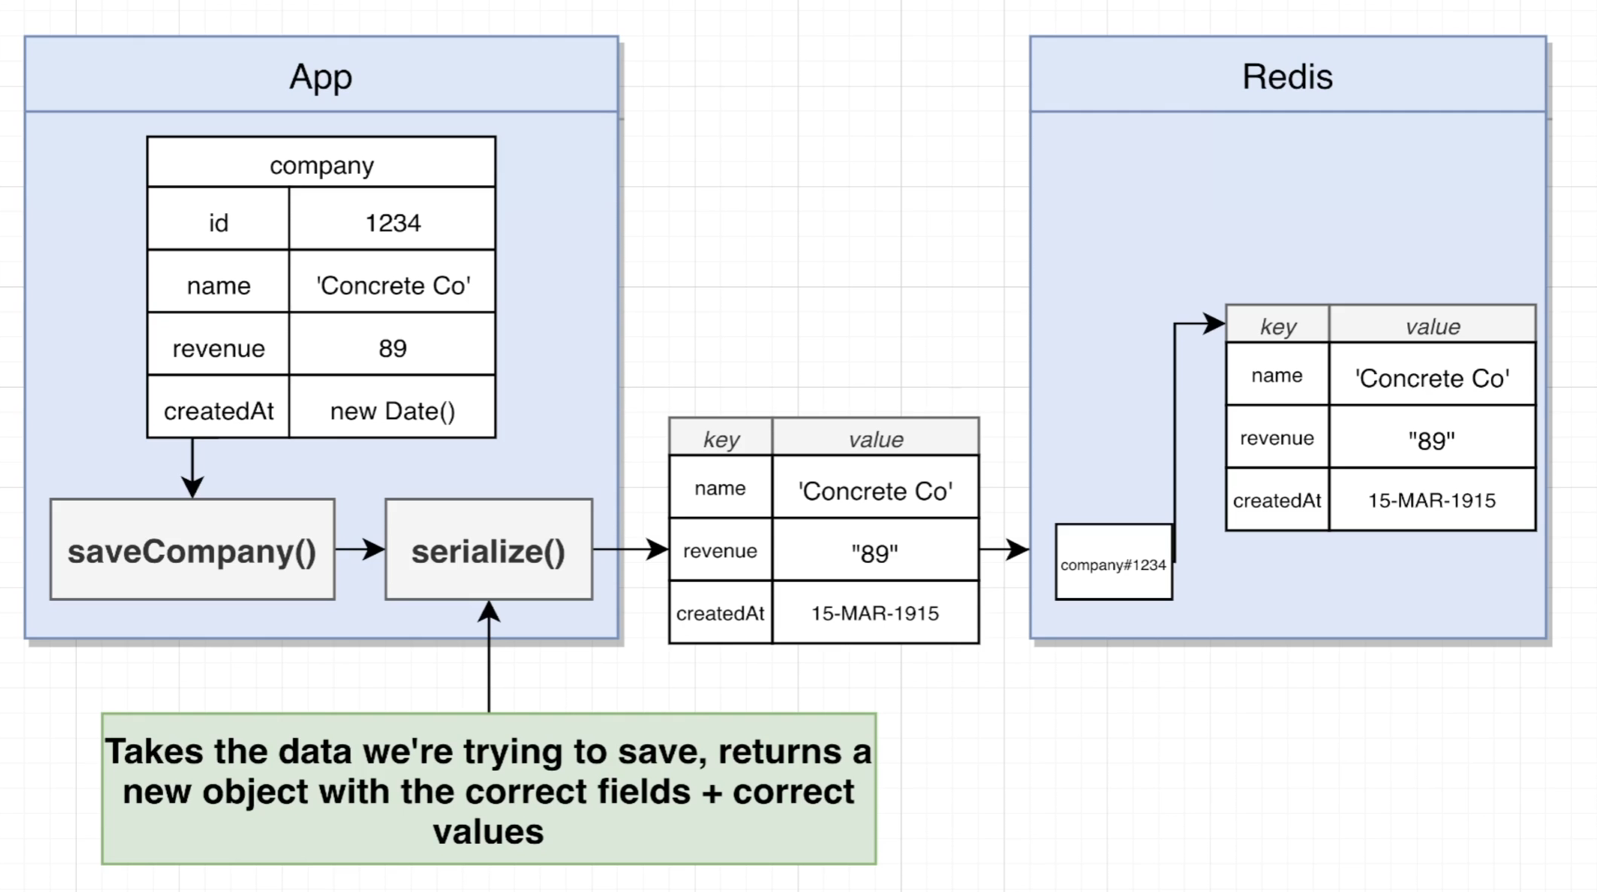 App
company
id 1234
name 'Concrete Co'
revenue 89
createdAt new Date()
saveCompany()
serialize()
Takes the data we're trying to save, returns a
new object with the correct fields + correct
values
key value
name 'Concrete Co'
revenue "89"
createdAt 15-MAR-1915
Redis
company#1234
key value
name 'Concrete Co'
revenue "89"
createdAt 15-MAR-1915